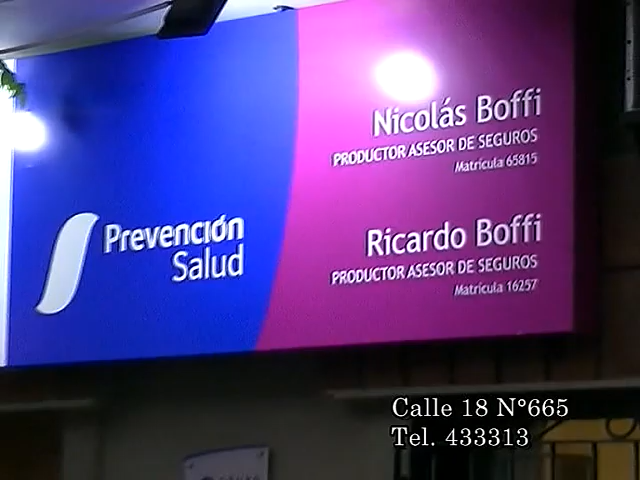 Nicolás Boffi
PRODUCTOR ASESOR DE SEGUROS
Matrícula 65815
Prevención
Salud
Ricardo Boffi
PRODUCTOR ASESOR DE SEGUROS
Matrícula 16257
Calle 18 N°665
Tel. 433313